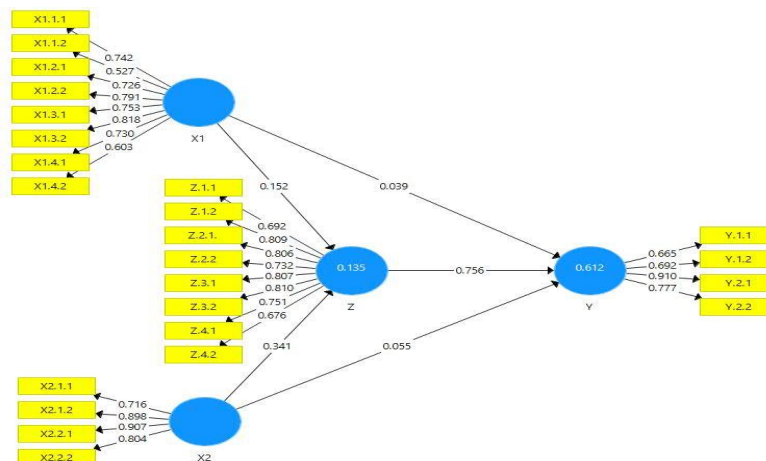 X1.1.1
X1.1.2
X1.2.1
X1.2.2
X1.3.1
X1.3.2
X1.4.1
X1.4.2
0.742
0.527
0.726
0.791
0.753
0.818
0.730
0.603
X1
0.152
0.039
Z.1.1
Z.1.2
Z.2.1.
Z.2.2
Z.3.1
Z.3.2
Z.4.1
Z.4.2
0.692
0.809
0.806
0.732
0.807
0.810
0.751
0.676
0.135
Z
0.756
0.612
Y
0.665
0.692
0.910
0.777
Y.1.1
Y.1.2
Y.2.1
Y.2.2
0.341
0.055
X2.1.1
X2.1.2
X2.2.1
X2.2.2
0.716
0.898
0.907
0.804
X2